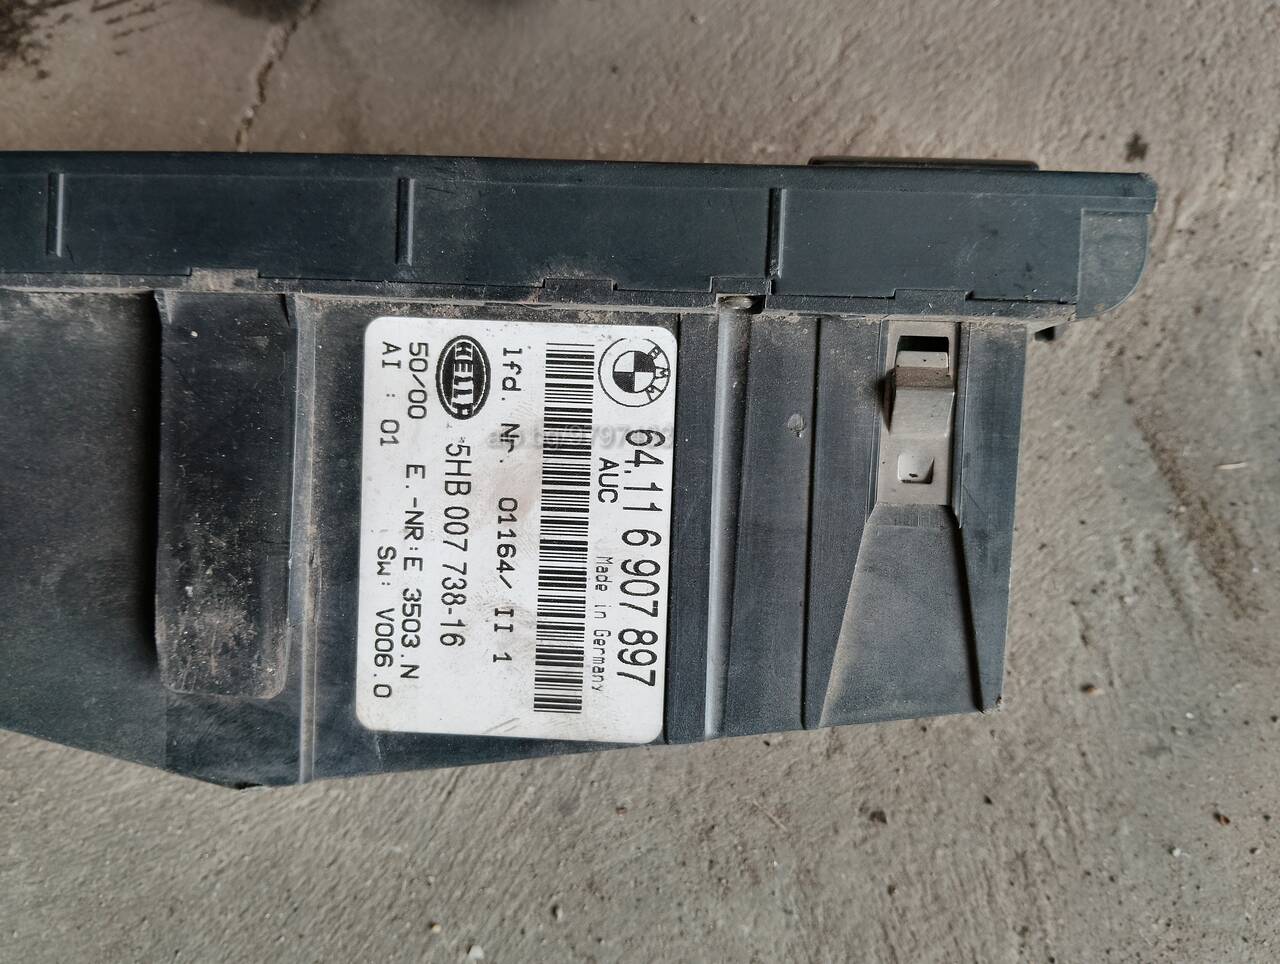 BMW
64.11 6 907 897
AUC
Made in Germany
lfd. Nr. 01164/ II 1
HELLA
5HB 007 738-16
50/00 E.-NR:E 3503.N
AI : 01 SW: V006.0